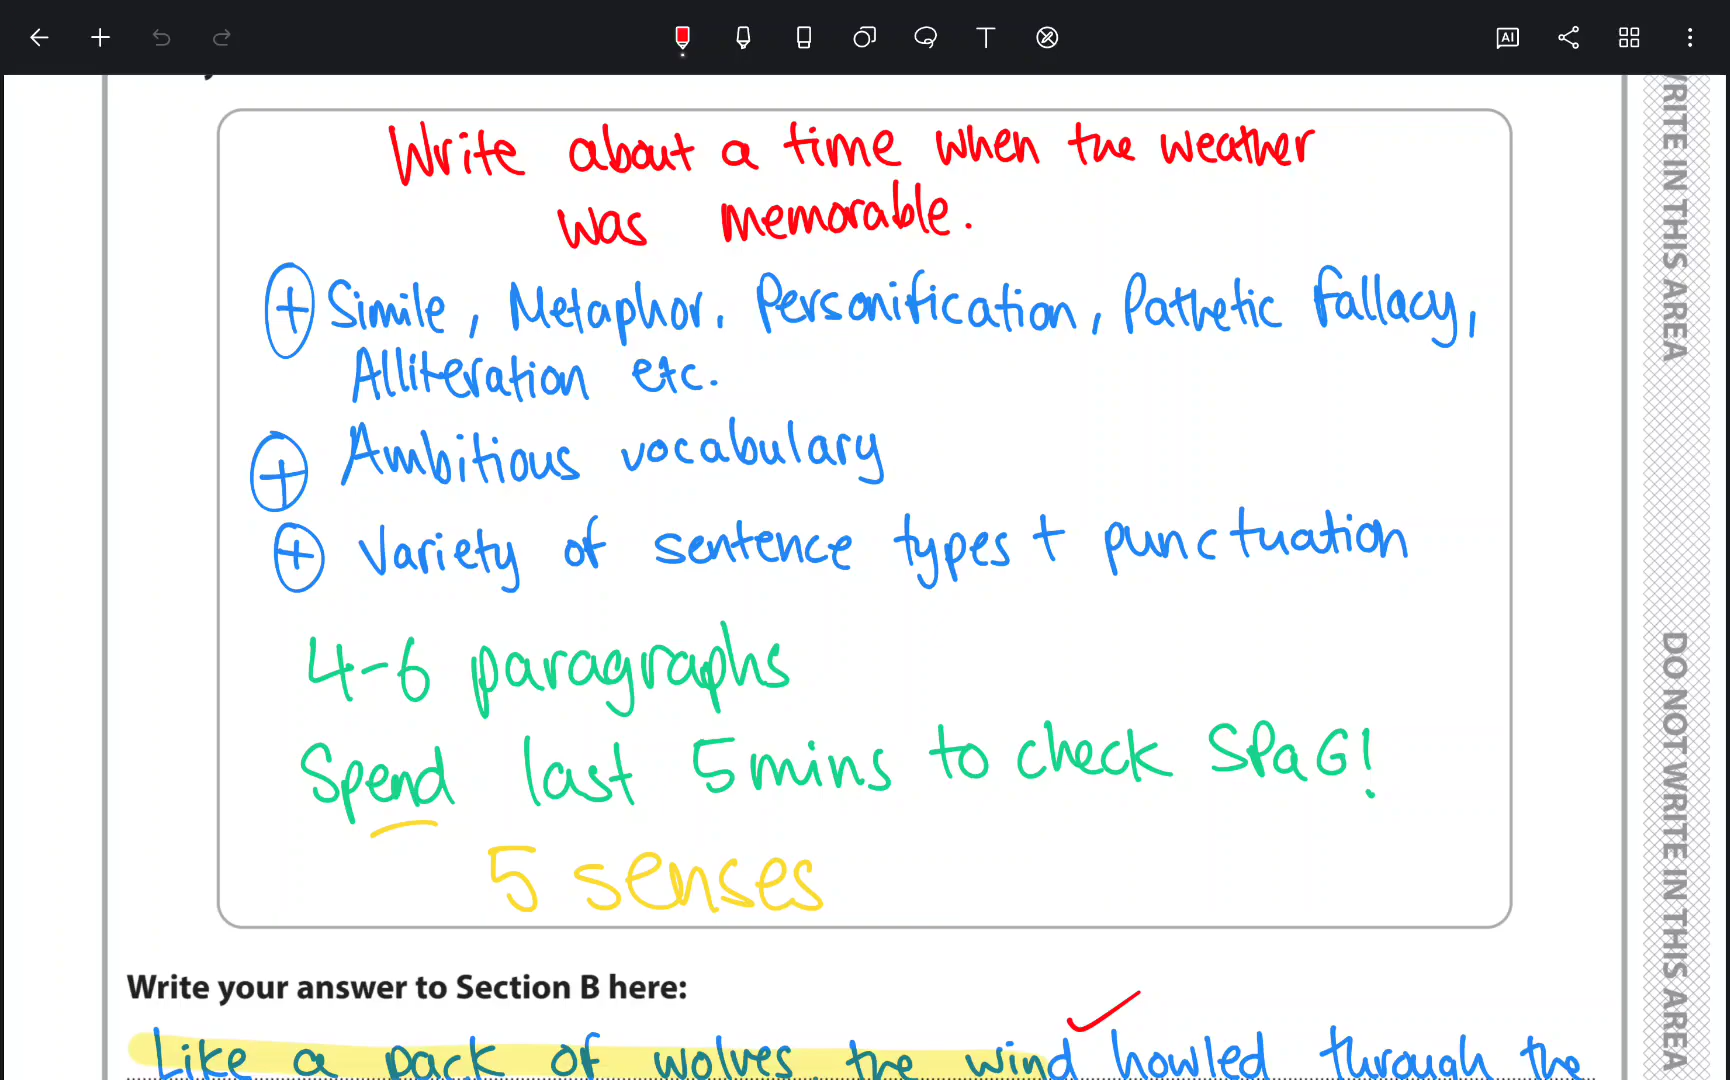 AI
Write about a time when the weather
was memorable.
+ Simile, Metaphor, Personification, Pathetic fallacy,
Alliteration etc.
+ Ambitious vocabulary
+ Variety of sentence types + punctuation
4-6 paragraphs
Spend last 5 mins to check SPaG!
5 senses
Write your answer to Section B here:
Like a pack of wolves, the wind howled through the
WRITE IN THIS AREA
DO NOT WRITE IN THIS AREA